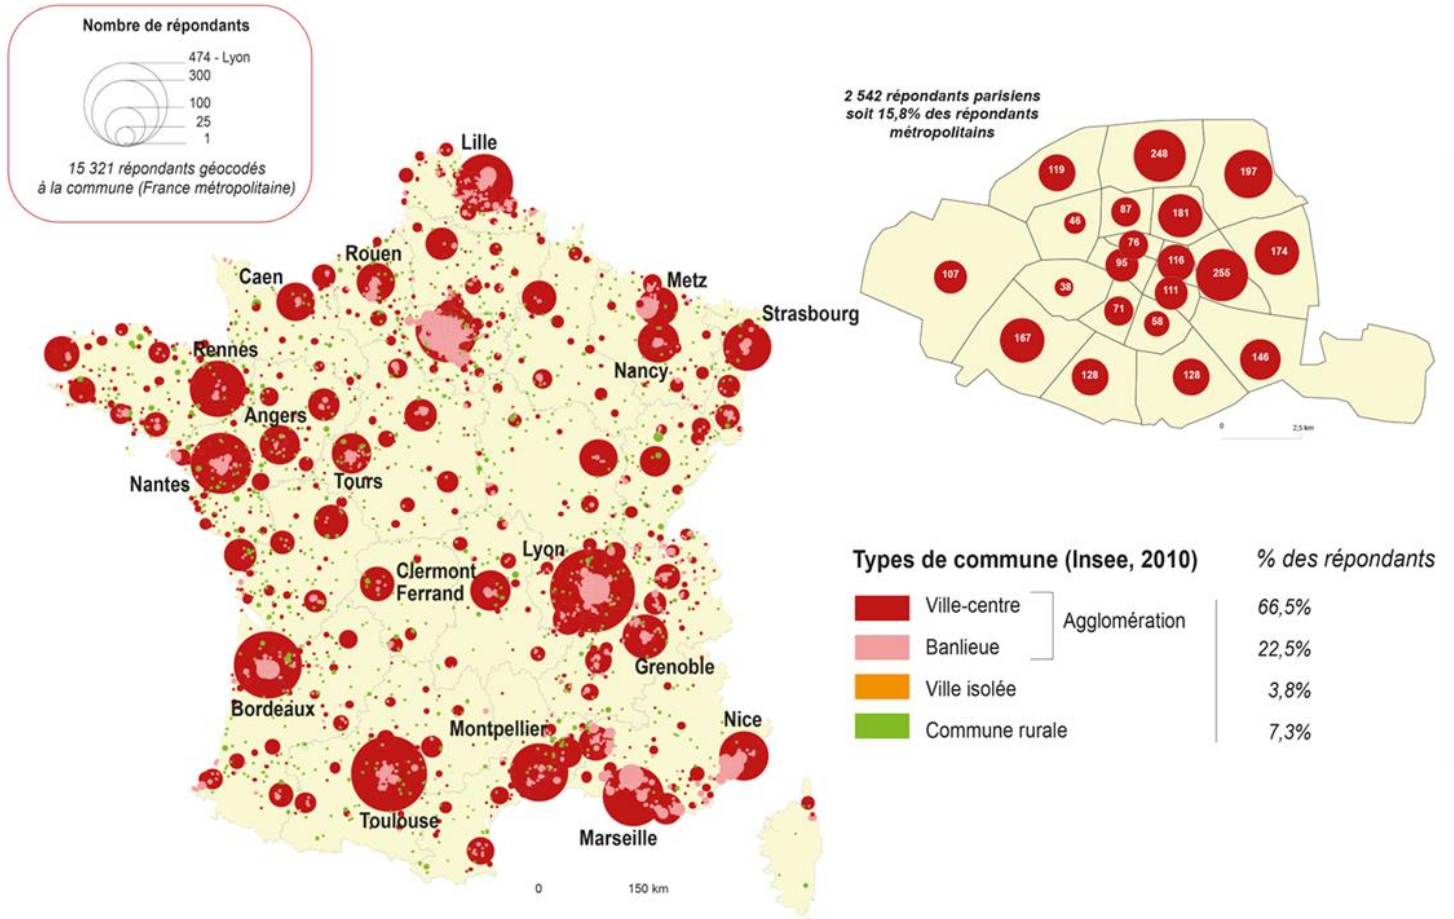 Nombre de répondants
474 - Lyon
300
100
25
1
15 321 répondants géocodés
à la commune (France métropolitaine)
Lille
Rouen
Caen
Metz
Strasbourg
Rennes
Nancy
Angers
Nantes
Tours
Lyon
Clermont
Ferrand
Grenoble
Bordeaux
Montpellier
Nice
Toulouse
Marseille
0 150 km
2 542 répondants parisiens
soit 15,8% des répondants
métropolitains
248
119
197
87
181
46
76
174
95
116
255
107
38
111
71
58
167
146
128
128
0 2,5 km
Types de commune (Insee, 2010) % des répondants
Ville-centre 66,5%
Agglomération
Banlieue 22,5%
Ville isolée 3,8%
Commune rurale 7,3%